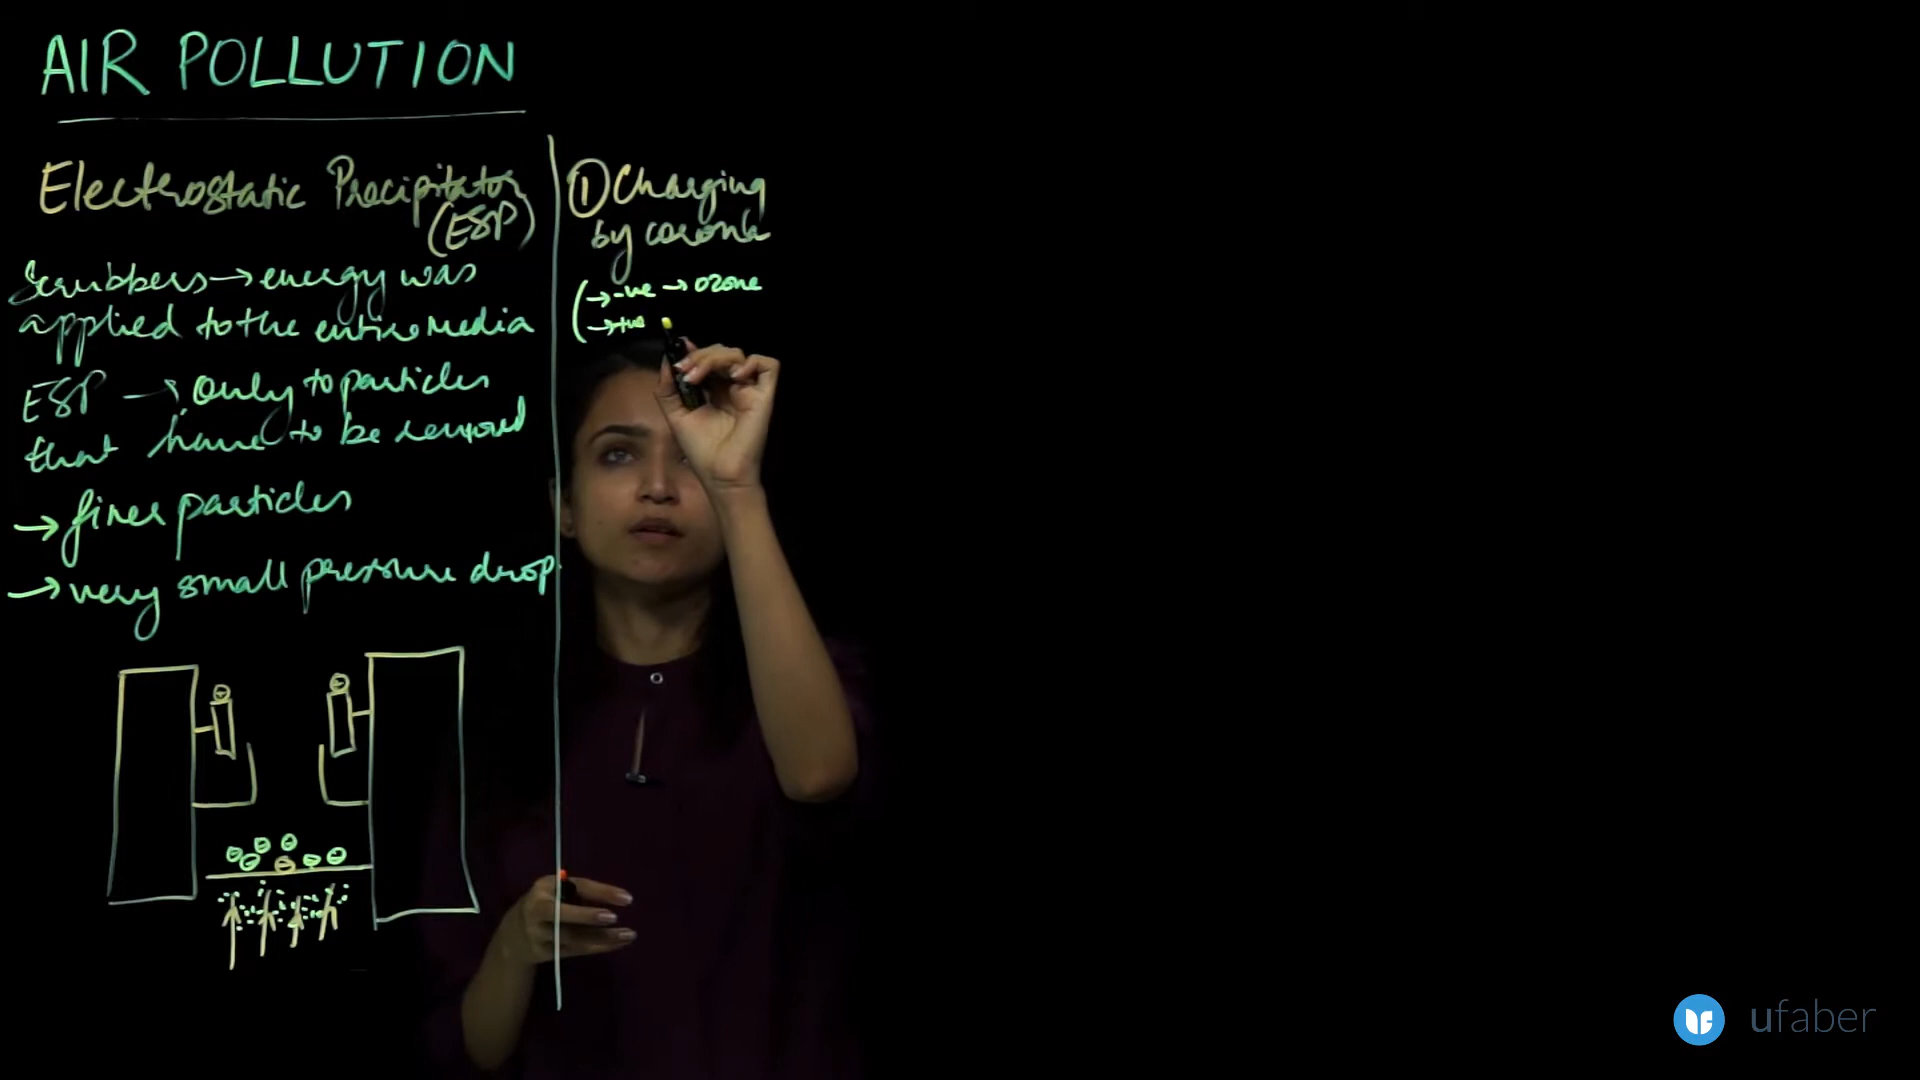 AIR POLLUTION
Electrostatic Precipitator
(ESP)
Scrubbers → energy was
applied to the entire media
ESP → Only to particles
that have to be removed
→ finer particles
→ very small pressure drop
① Charging
by corona
→ -ve → ozone
→ +ve
ufaber